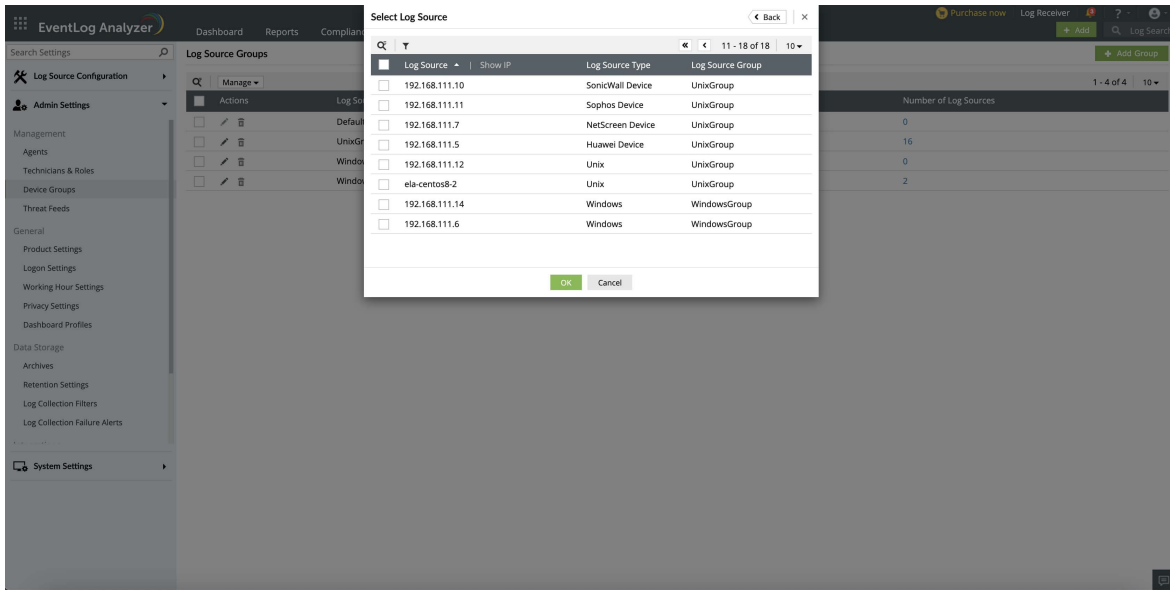 EventLog Analyzer
Dashboard Reports Complianc
Purchase now Log Receiver ?
+ Add Log Search
Search Settings
Log Source Configuration
Admin Settings
Management
Agents
Technicians & Roles
Device Groups
Threat Feeds
General
Product Settings
Logon Settings
Working Hour Settings
Privacy Settings
Dashboard Profiles
Data Storage
Archives
Retention Settings
Log Collection Filters
Log Collection Failure Alerts
System Settings
Log Source Groups
+ Add Group
Manage
1 - 4 of 4 10
Actions Log So Number of Log Sources
Default 0
UnixGr 16
Window 0
Window 2
Select Log Source
Back ×
11 - 18 of 18 10
Log Source | Show IP Log Source Type Log Source Group
192.168.111.10 SonicWall Device UnixGroup
192.168.111.11 Sophos Device UnixGroup
192.168.111.7 NetScreen Device UnixGroup
192.168.111.5 Huawei Device UnixGroup
192.168.111.12 Unix UnixGroup
ela-centos8-2 Unix UnixGroup
192.168.111.14 Windows WindowsGroup
192.168.111.6 Windows WindowsGroup
OK Cancel